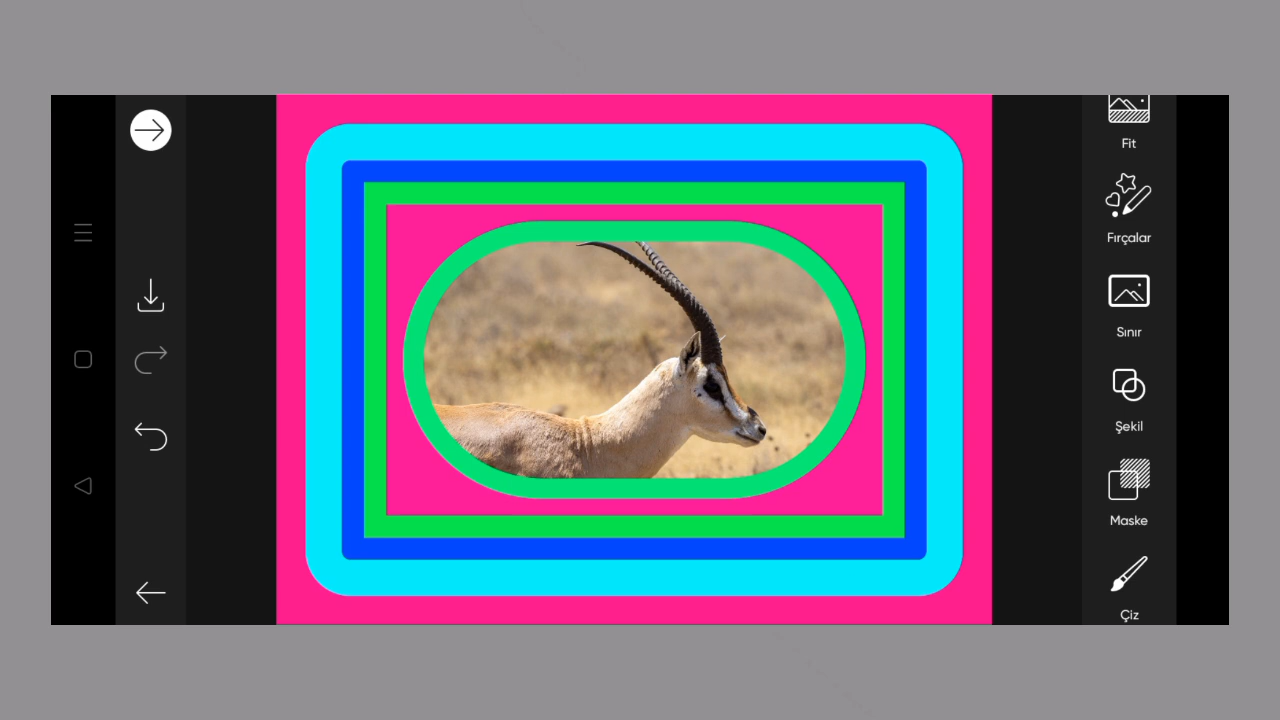 Fit
Fırçalar
Sınır
Şekil
Maske
Çiz